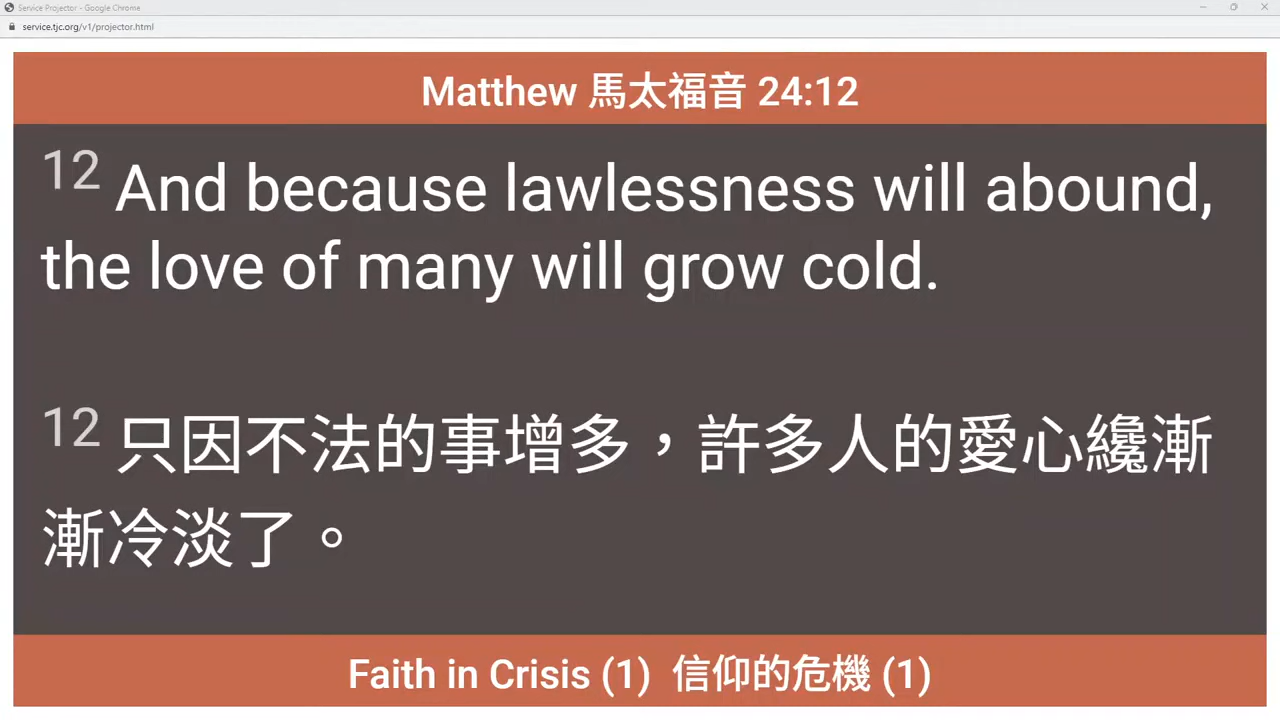 Service Projector - Google Chrome
service.tjc.org/v1/projector.html
Matthew 馬太福音 24:12
12 And because lawlessness will abound,
the love of many will grow cold.
12 只因不法的事增多，許多人的愛心纔漸
漸冷淡了。
Faith in Crisis (1) 信仰的危機 (1)